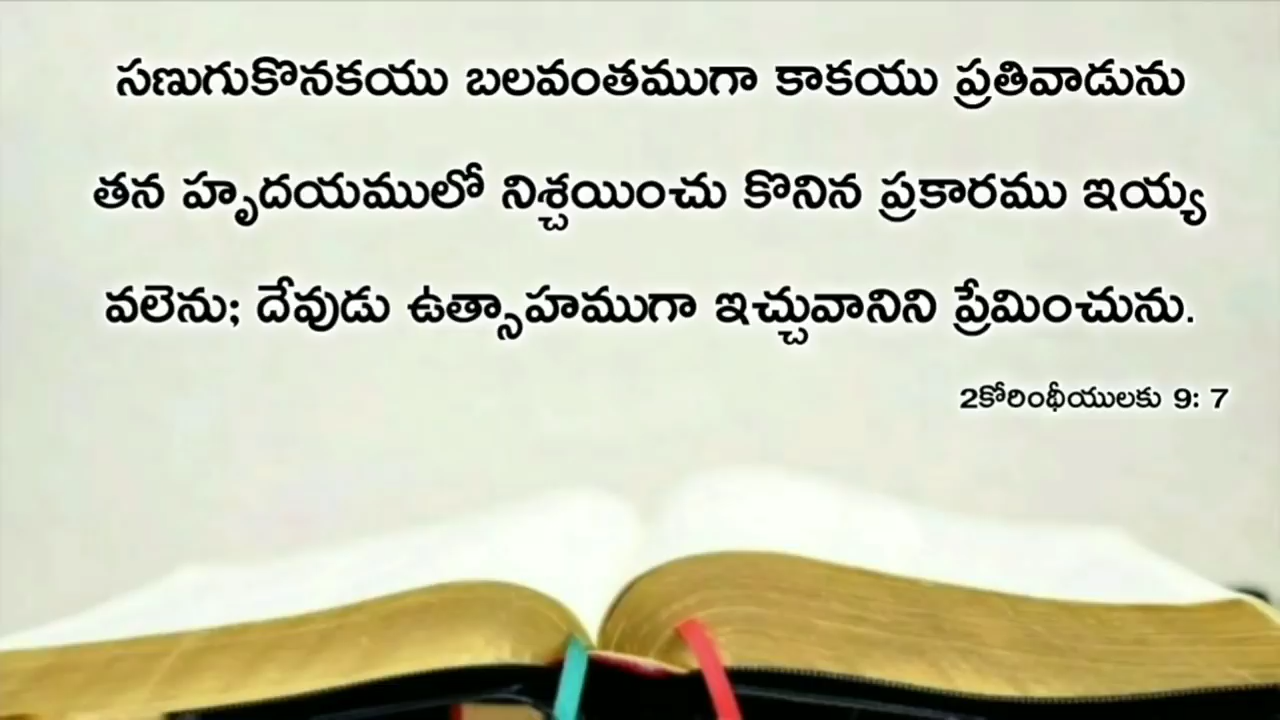 సణుగుకొనకయు బలవంతముగా కాకయు ప్రతివాడును
తన హృదయములో నిశ్చయించు కొనిన ప్రకారము ఇయ్య
వలెను; దేవుడు ఉత్సాహముగా ఇచ్చువానిని ప్రేమించును.
2కోరింథీయులకు 9: 7